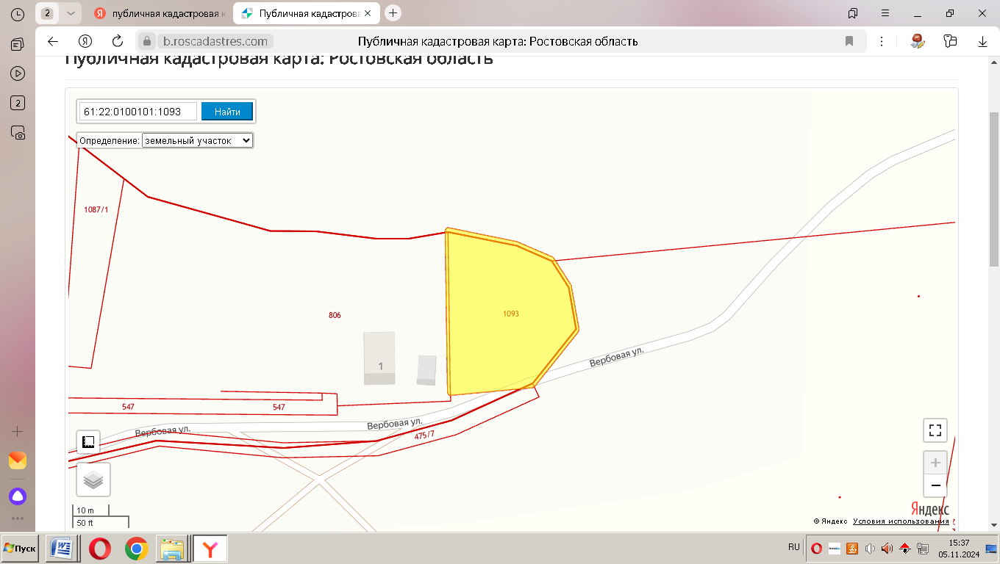 2
публичная кадастровая к
Публичная кадастрова
b.roscadastres.com
Публичная кадастровая карта: Ростовская область
Публичная кадастровая карта: Ростовская область
2
61:22:0100101:1093
Найти
Определение: земельный участок
1087/1
806
1093
1
Вербовая ул.
547
547
Вербовая ул.
Вербовая ул.
475/7
10 m
50 ft
Яндекс
© Яндекс Условия использования
Пуск
RU
15:37
05.11.2024